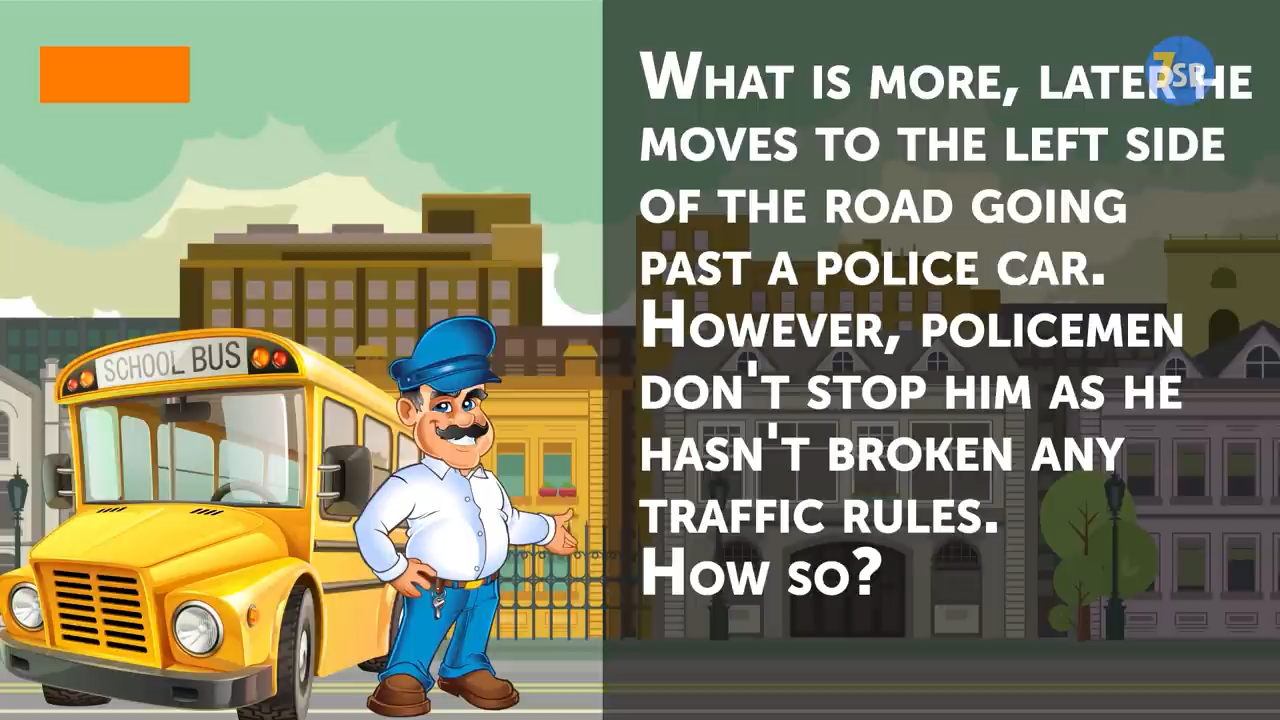 What is more, later he
moves to the left side
of the road going
past a police car.
However, policemen
don't stop him as he
hasn't broken any
traffic rules.
How so?
SCHOOL BUS
7SR